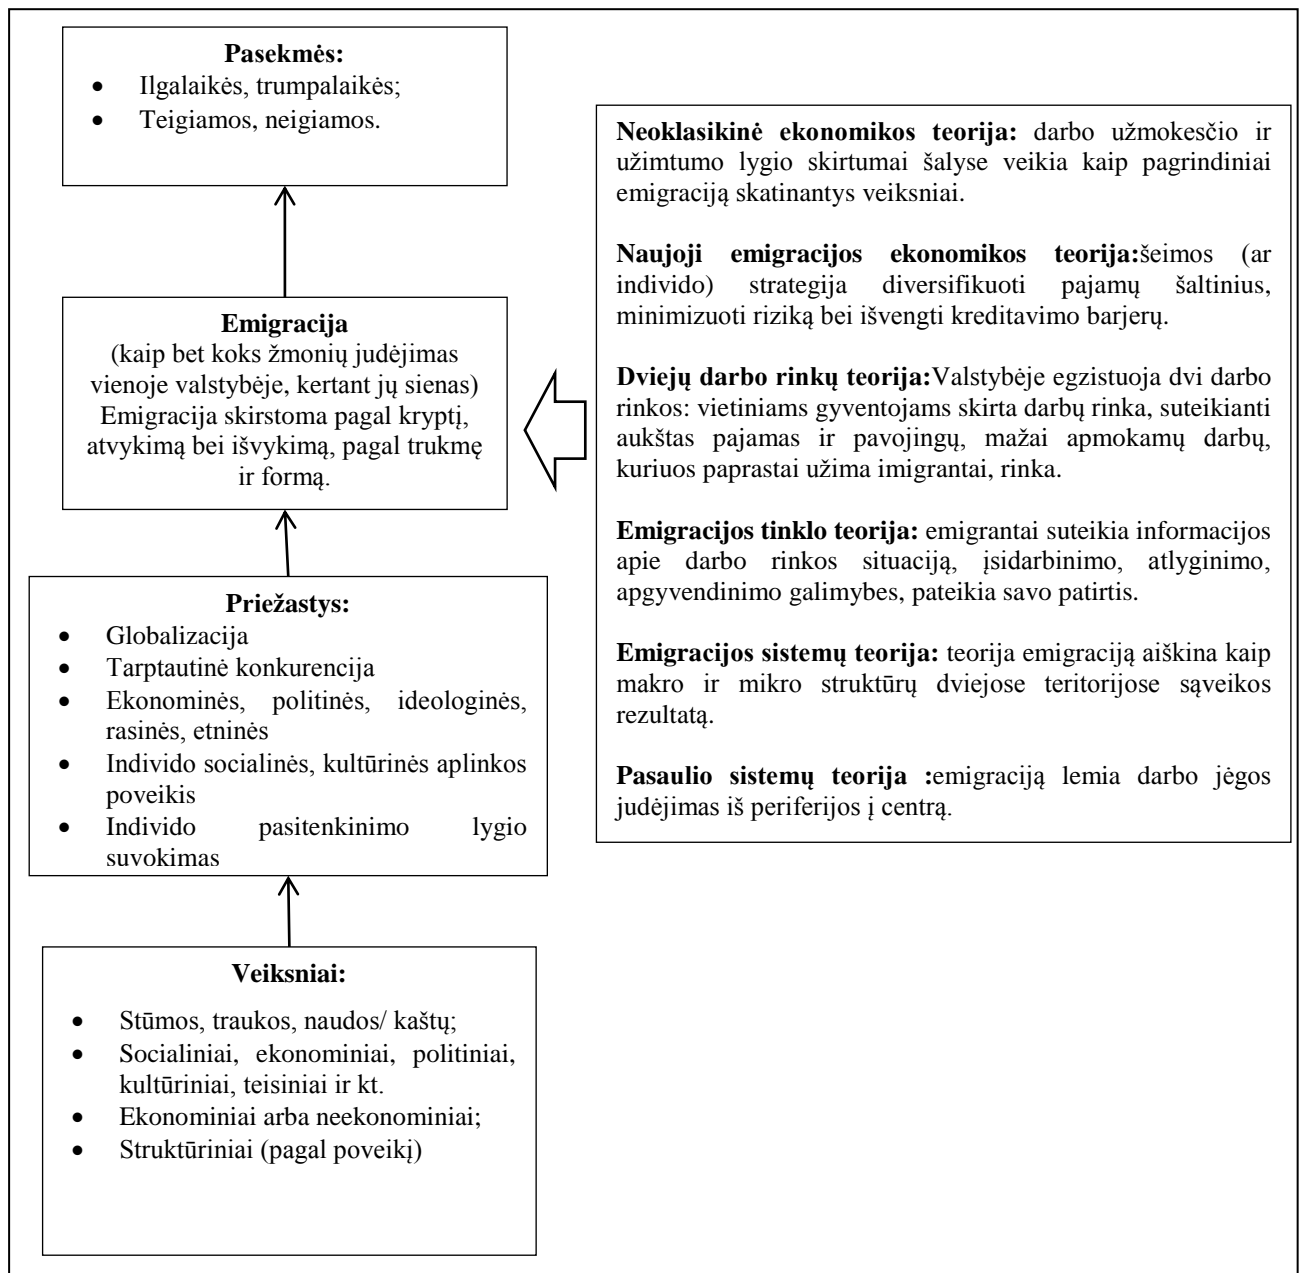 Pasekmės:
• Ilgalaikės, trumpalaikės;
• Teigiamos, neigiamos.
Emigracija
(kaip bet koks žmonių judėjimas
vienoje valstybėje, kertant jų sienas)
Emigracija skirstoma pagal kryptį,
atvykimą bei išvykimą, pagal trukmę
ir formą.
Priežastys:
• Globalizacija
• Tarptautinė konkurencija
• Ekonominės, politinės, ideologinės,
rasinės, etninės
• Individo socialinės, kultūrinės aplinkos
poveikis
• Individo pasitenkinimo lygio
suvokimas
Veiksniai:
• Stūmos, traukos, naudos/ kaštų;
• Socialiniai, ekonominiai, politiniai,
kultūriniai, teisiniai ir kt.
• Ekonominiai arba neekonominiai;
• Struktūriniai (pagal poveikį)
Neoklasikinė ekonomikos teorija: darbo užmokesčio ir
užimtumo lygio skirtumai šalyse veikia kaip pagrindiniai
emigraciją skatinantys veiksniai.
Naujoji emigracijos ekonomikos teorija:šeimos (ar
individo) strategija diversifikuoti pajamų šaltinius,
minimizuoti riziką bei išvengti kreditavimo barjerų.
Dviejų darbo rinkų teorija:Valstybėje egzistuoja dvi darbo
rinkos: vietiniams gyventojams skirta darbų rinka, suteikianti
aukštas pajamas ir pavojingų, mažai apmokamų darbų,
kuriuos paprastai užima imigrantai, rinka.
Emigracijos tinklo teorija: emigrantai suteikia informacijos
apie darbo rinkos situaciją, įsidarbinimo, atlyginimo,
apgyvendinimo galimybes, pateikia savo patirtis.
Emigracijos sistemų teorija: teorija emigraciją aiškina kaip
makro ir mikro struktūrų dviejose teritorijose sąveikos
rezultatą.
Pasaulio sistemų teorija :emigraciją lemia darbo jėgos
judėjimas iš periferijos į centrą.